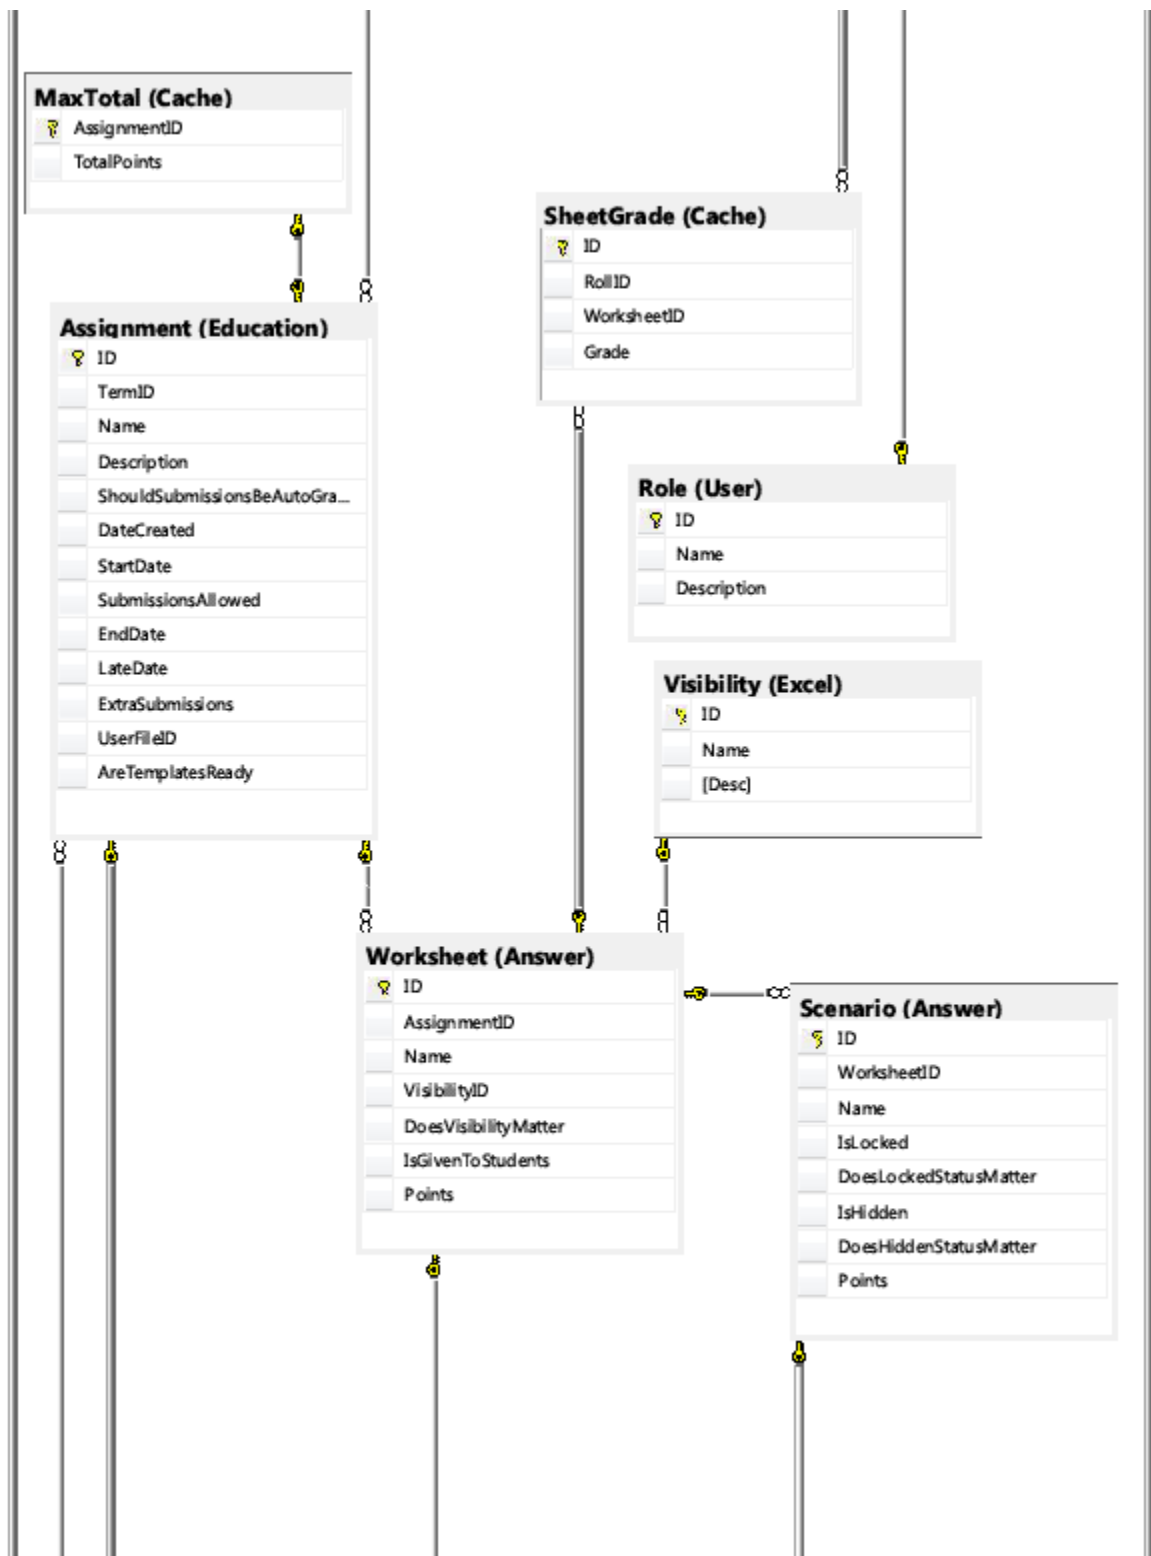 MaxTotal (Cache)
AssignmentID
TotalPoints
SheetGrade (Cache)
ID
RollID
WorksheetID
Grade
Assignment (Education)
ID
TermID
Name
Description
ShouldSubmissionsBeAutoGra...
DateCreated
StartDate
SubmissionsAllowed
EndDate
LateDate
ExtraSubmissions
UserFileID
AreTemplatesReady
Role (User)
ID
Name
Description
Visibility (Excel)
ID
Name
[Desc]
Worksheet (Answer)
ID
AssignmentID
Name
VisibilityID
DoesVisibilityMatter
IsGivenToStudents
Points
Scenario (Answer)
ID
WorksheetID
Name
IsLocked
DoesLockedStatusMatter
IsHidden
DoesHiddenStatusMatter
Points